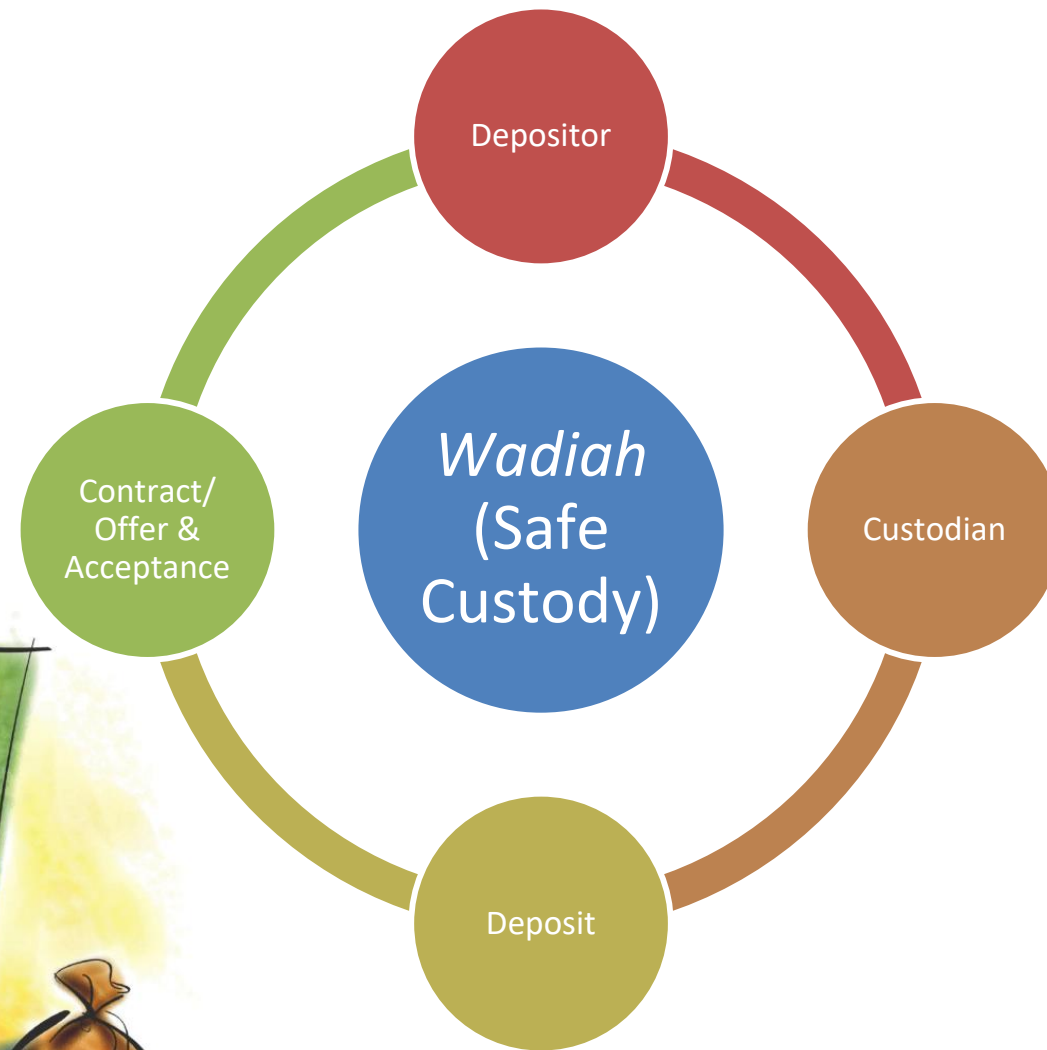 Depositor
Wadiah
(Safe
Custody)
Contract/
Offer &
Acceptance
Custodian
Deposit